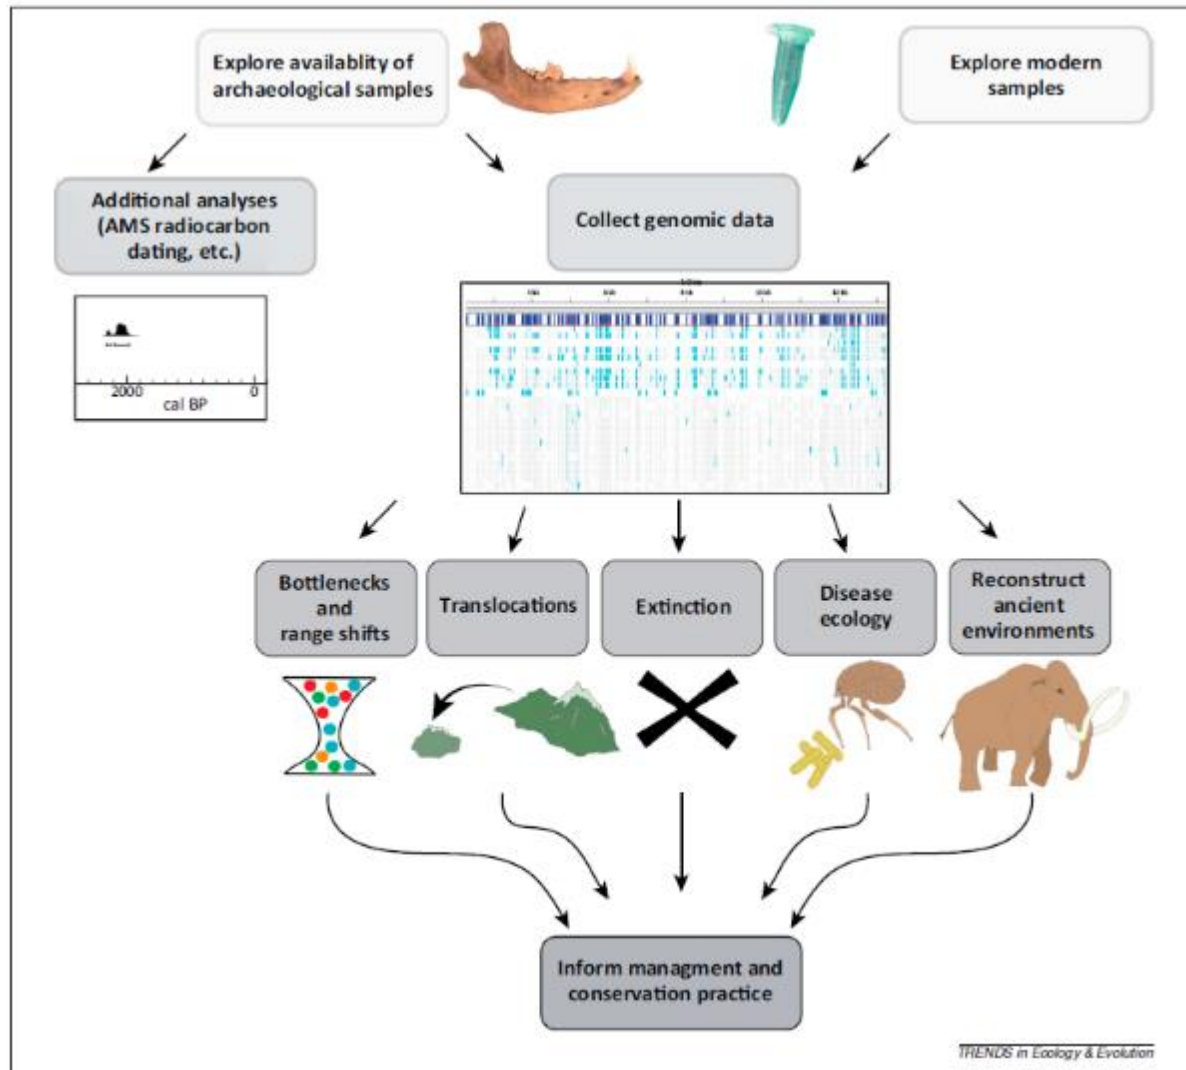 Explore availablity of
archaeological samples
Explore modern
samples
Additional analyses
(AMS radiocarbon
dating, etc.)
Collect genomic data
2000
0
cal BP
Bottlenecks
and
range shifts
Translocations
Extinction
Disease
ecology
Reconstruct
ancient
environments
Inform managment and
conservation practice
TRENDS in Ecology & Evolution